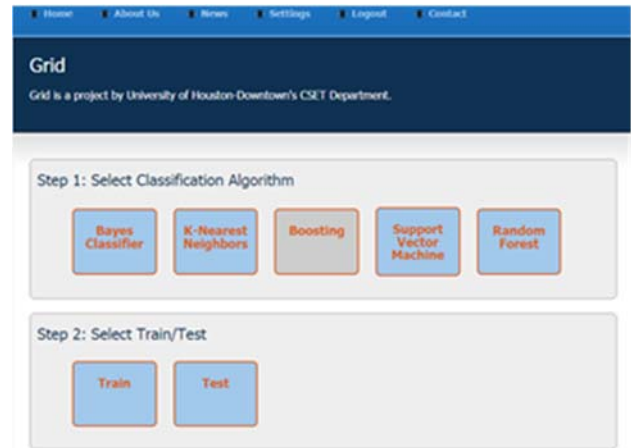 Home About Us News Settings Logout Contact
Grid
Grid is a project by University of Houston-Downtown's CSET Department.
Step 1: Select Classification Algorithm
Bayes
Classifier
K-Nearest
Neighbors
Boosting
Support
Vector
Machine
Random
Forest
Step 2: Select Train/Test
Train
Test